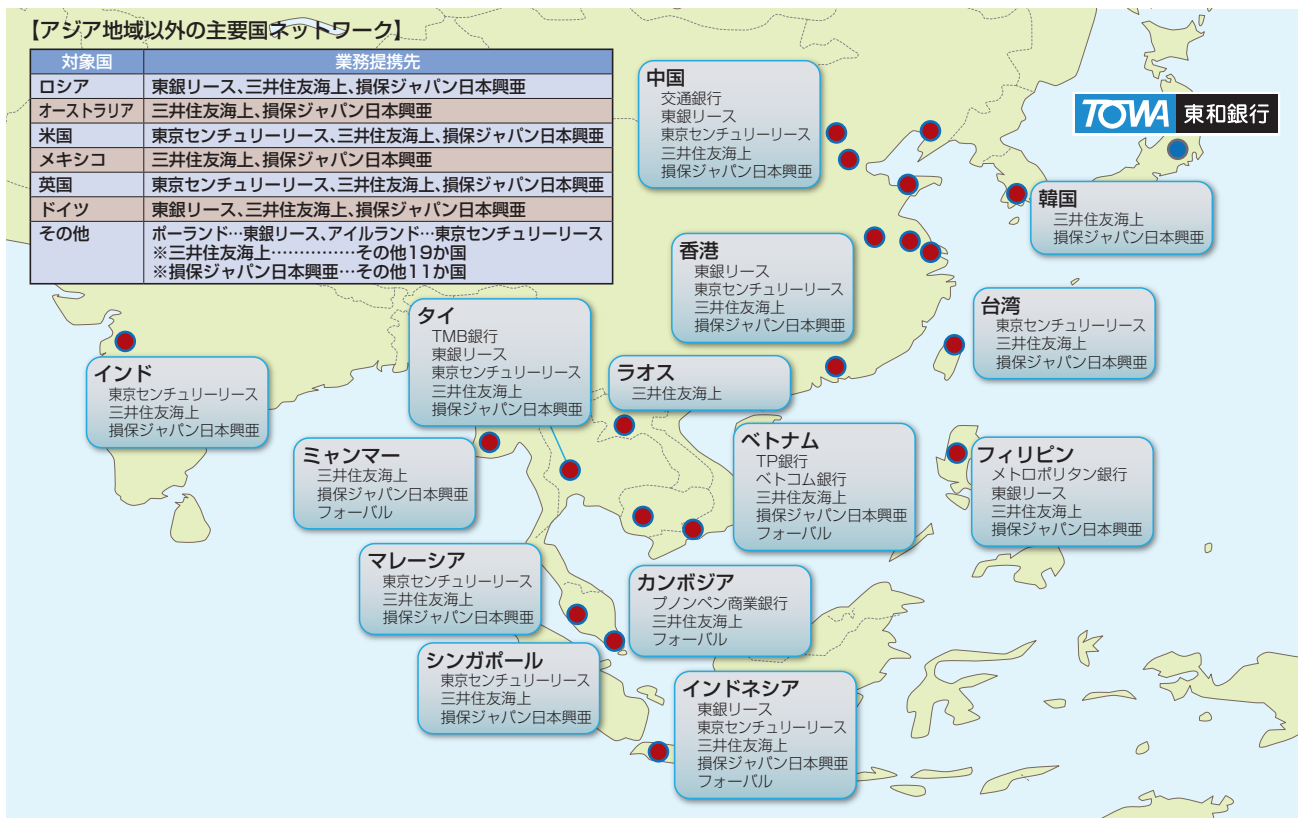 【アジア地域以外の主要国ネットワーク】
対象国 業務提携先
ロシア 東銀リース、三井住友海上、損保ジャパン日本興亜
オーストラリア 三井住友海上、損保ジャパン日本興亜
米国 東京センチュリーリース、三井住友海上、損保ジャパン日本興亜
メキシコ 三井住友海上、損保ジャパン日本興亜
英国 東京センチュリーリース、三井住友海上、損保ジャパン日本興亜
ドイツ 東銀リース、三井住友海上、損保ジャパン日本興亜
その他 ポーランド…東銀リース、アイルランド…東京センチュリーリース
※三井住友海上……………その他19か国
※損保ジャパン日本興亜…その他11か国
中国
交通銀行
東銀リース
東京センチュリーリース
三井住友海上
損保ジャパン日本興亜
TOWA 東和銀行
韓国
三井住友海上
損保ジャパン日本興亜
香港
東銀リース
東京センチュリーリース
三井住友海上
損保ジャパン日本興亜
台湾
東京センチュリーリース
三井住友海上
損保ジャパン日本興亜
タイ
TMB銀行
東銀リース
東京センチュリーリース
三井住友海上
損保ジャパン日本興亜
ラオス
三井住友海上
インド
東京センチュリーリース
三井住友海上
損保ジャパン日本興亜
ミャンマー
三井住友海上
損保ジャパン日本興亜
フォーバル
ベトナム
TP銀行
ベトコム銀行
三井住友海上
損保ジャパン日本興亜
フォーバル
フィリピン
メトロポリタン銀行
東銀リース
三井住友海上
損保ジャパン日本興亜
マレーシア
東京センチュリーリース
三井住友海上
損保ジャパン日本興亜
カンボジア
プノンペン商業銀行
三井住友海上
フォーバル
シンガポール
東京センチュリーリース
三井住友海上
損保ジャパン日本興亜
インドネシア
東銀リース
東京センチュリーリース
三井住友海上
損保ジャパン日本興亜
フォーバル